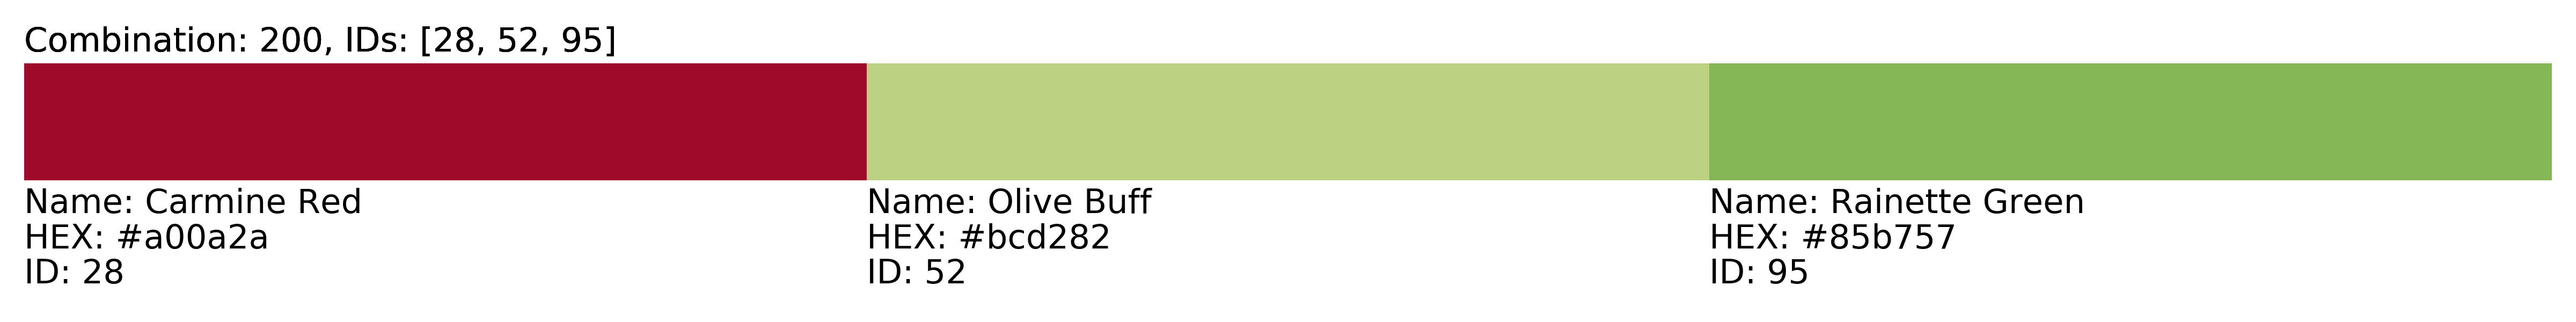 Combination: 200, IDs: [28, 52, 95]
Name: Carmine Red
HEX: #a00a2a
ID: 28
Name: Olive Buff
HEX: #bcd282
ID: 52
Name: Rainette Green
HEX: #85b757
ID: 95